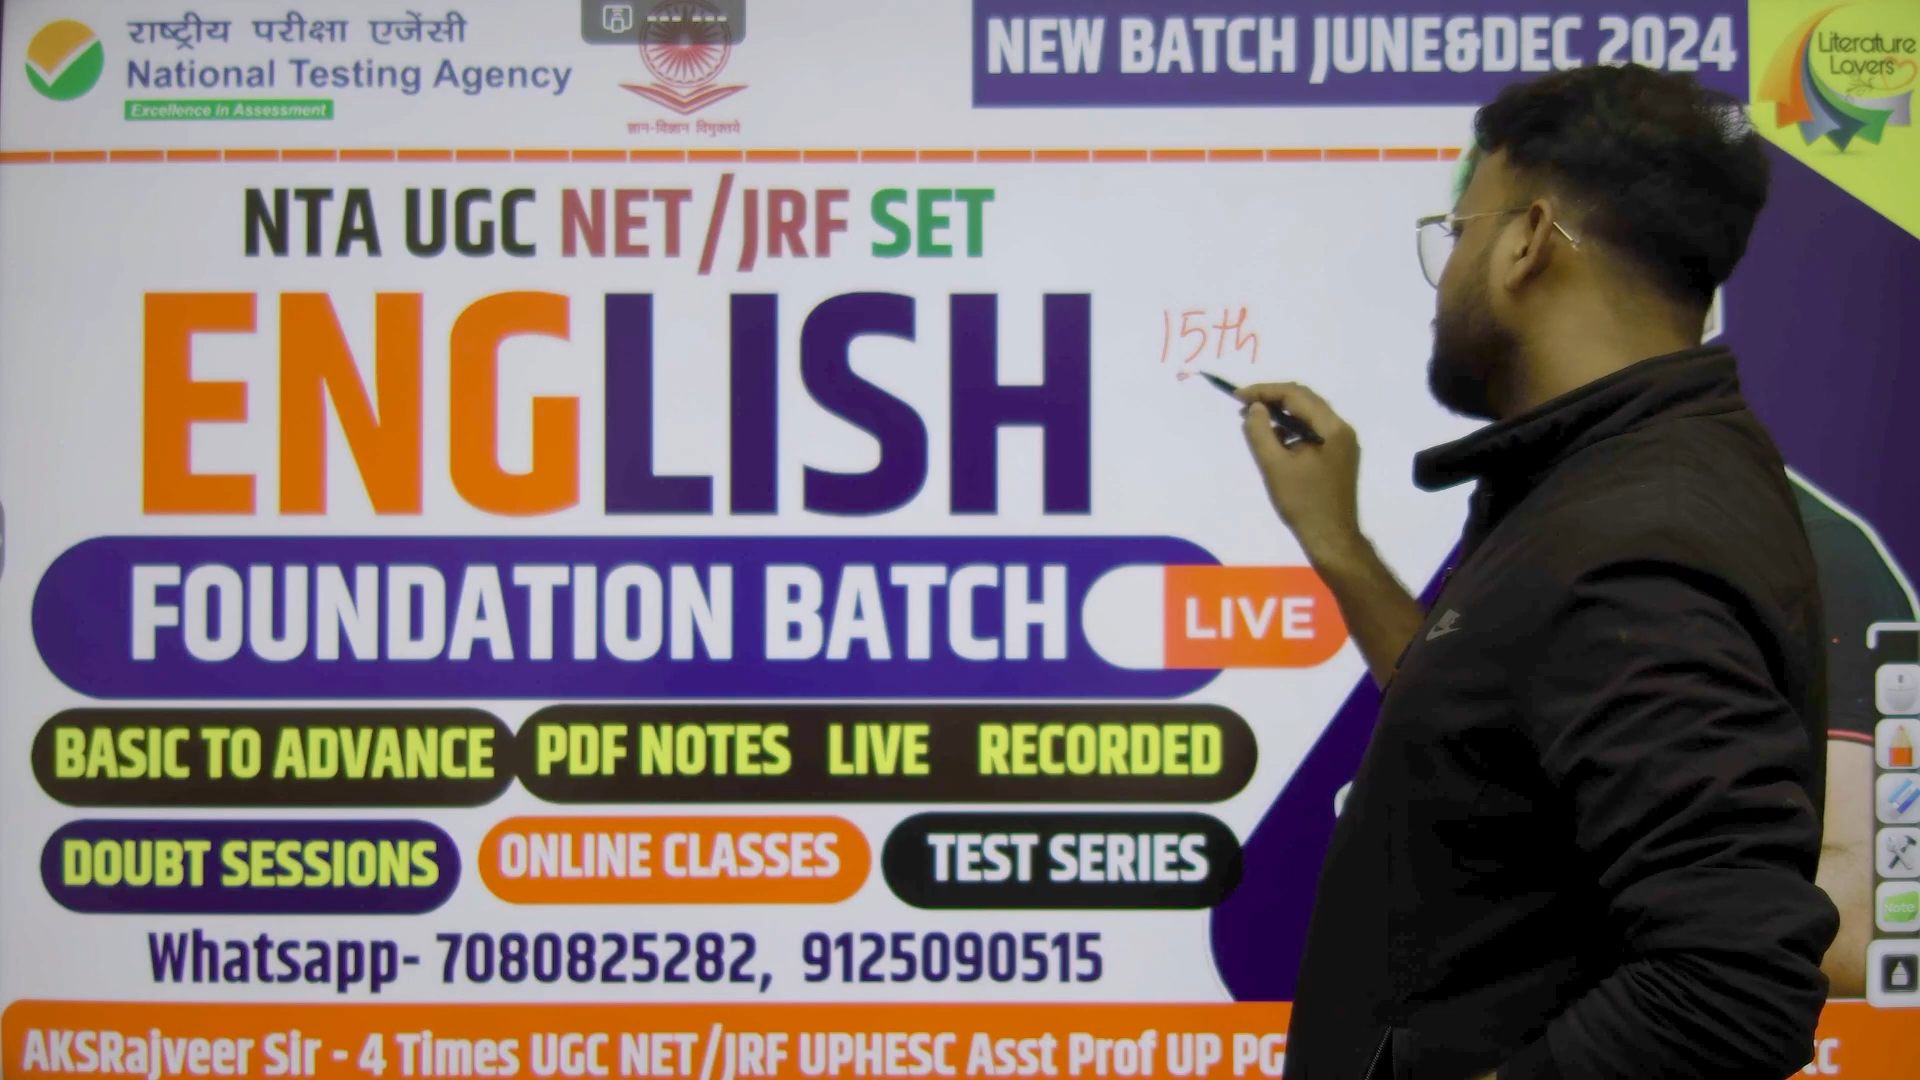 राष्ट्रीय परीक्षा एजेंसी
National Testing Agency
Excellence in Assessment
ज्ञान-विज्ञान विमुक्तये
NEW BATCH JUNE&DEC 2024
Literature
Lovers
NTA UGC NET/JRF SET
ENGLISH
15th
FOUNDATION BATCH
LIVE
BASIC TO ADVANCE
PDF NOTES LIVE RECORDED
DOUBT SESSIONS
ONLINE CLASSES
TEST SERIES
Note
Whatsapp- 7080825282, 9125090515
AKSRajveer Sir - 4 Times UGC NET/JRF UPHESC Asst Prof UP PG